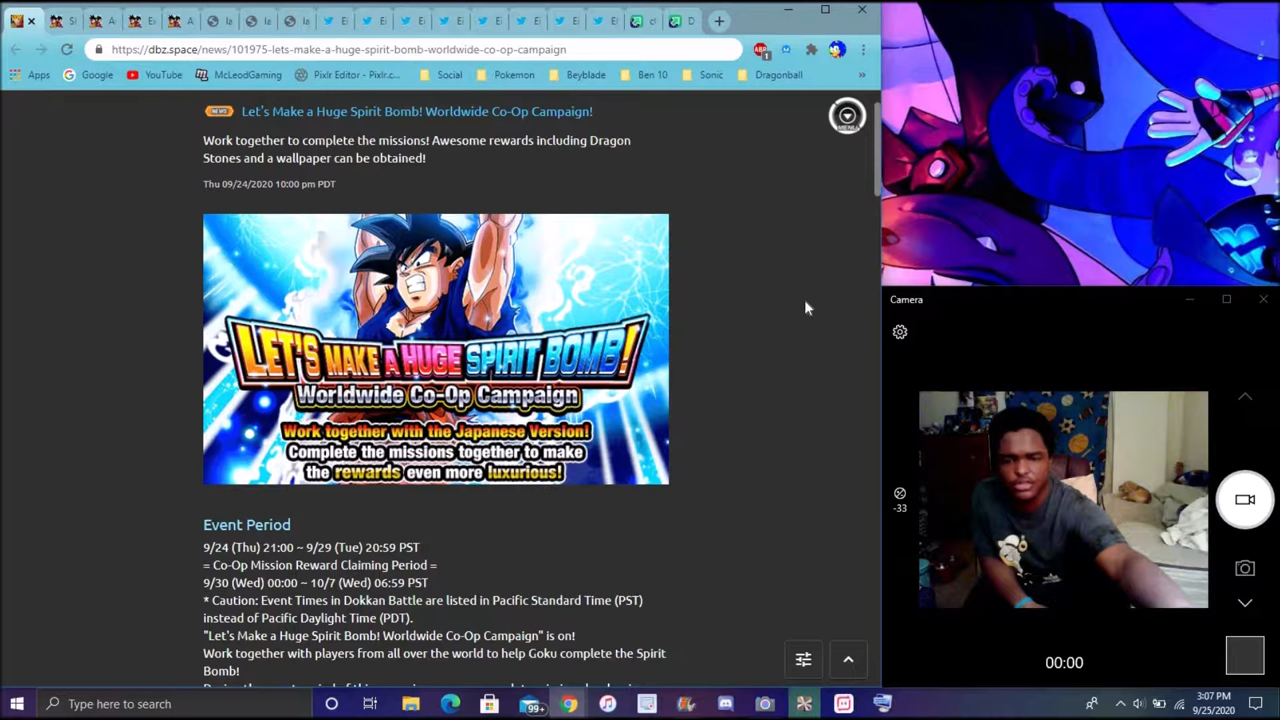 https://dbz.space/news/101975-lets-make-a-huge-spirit-bomb-worldwide-co-op-campaign
Apps Google YouTube McLeodGaming Pixlr Editor - Pixlr.c... Social Pokemon Beyblade Ben 10 Sonic Dragonball »
NEWS Let's Make a Huge Spirit Bomb! Worldwide Co-Op Campaign!
MENU
Work together to complete the missions! Awesome rewards including Dragon
Stones and a wallpaper can be obtained!
Thu 09/24/2020 10:00 pm PDT
LET'S MAKE A HUGE SPIRIT BOMB!
Worldwide Co-Op Campaign
Work together with the Japanese Version!
Complete the missions together to make
the rewards even more luxurious!
Event Period
9/24 (Thu) 21:00 ~ 9/29 (Tue) 20:59 PST
= Co-Op Mission Reward Claiming Period =
9/30 (Wed) 00:00 ~ 10/7 (Wed) 06:59 PST
* Caution: Event Times in Dokkan Battle are listed in Pacific Standard Time (PST)
instead of Pacific Daylight Time (PDT).
"Let's Make a Huge Spirit Bomb! Worldwide Co-Op Campaign" is on!
Work together with players from all over the world to help Goku complete the Spirit
Bomb!
Camera
-33
00:00
Type here to search
99+
3:07 PM
9/25/2020